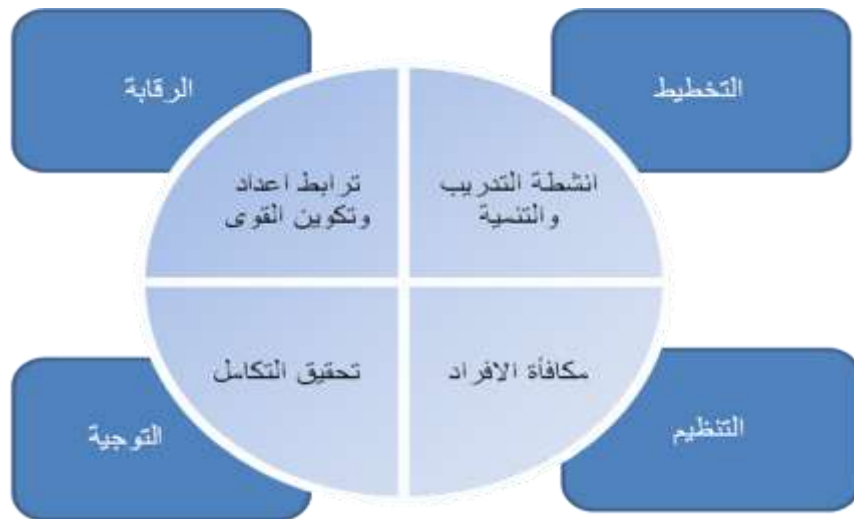 التخطيط
الرقابة
انشطة التدريب
والتنمية
ترابط اعداد
وتكوين القوى
مكافأة الافراد
تحقيق التكامل
التنظيم
التوجية